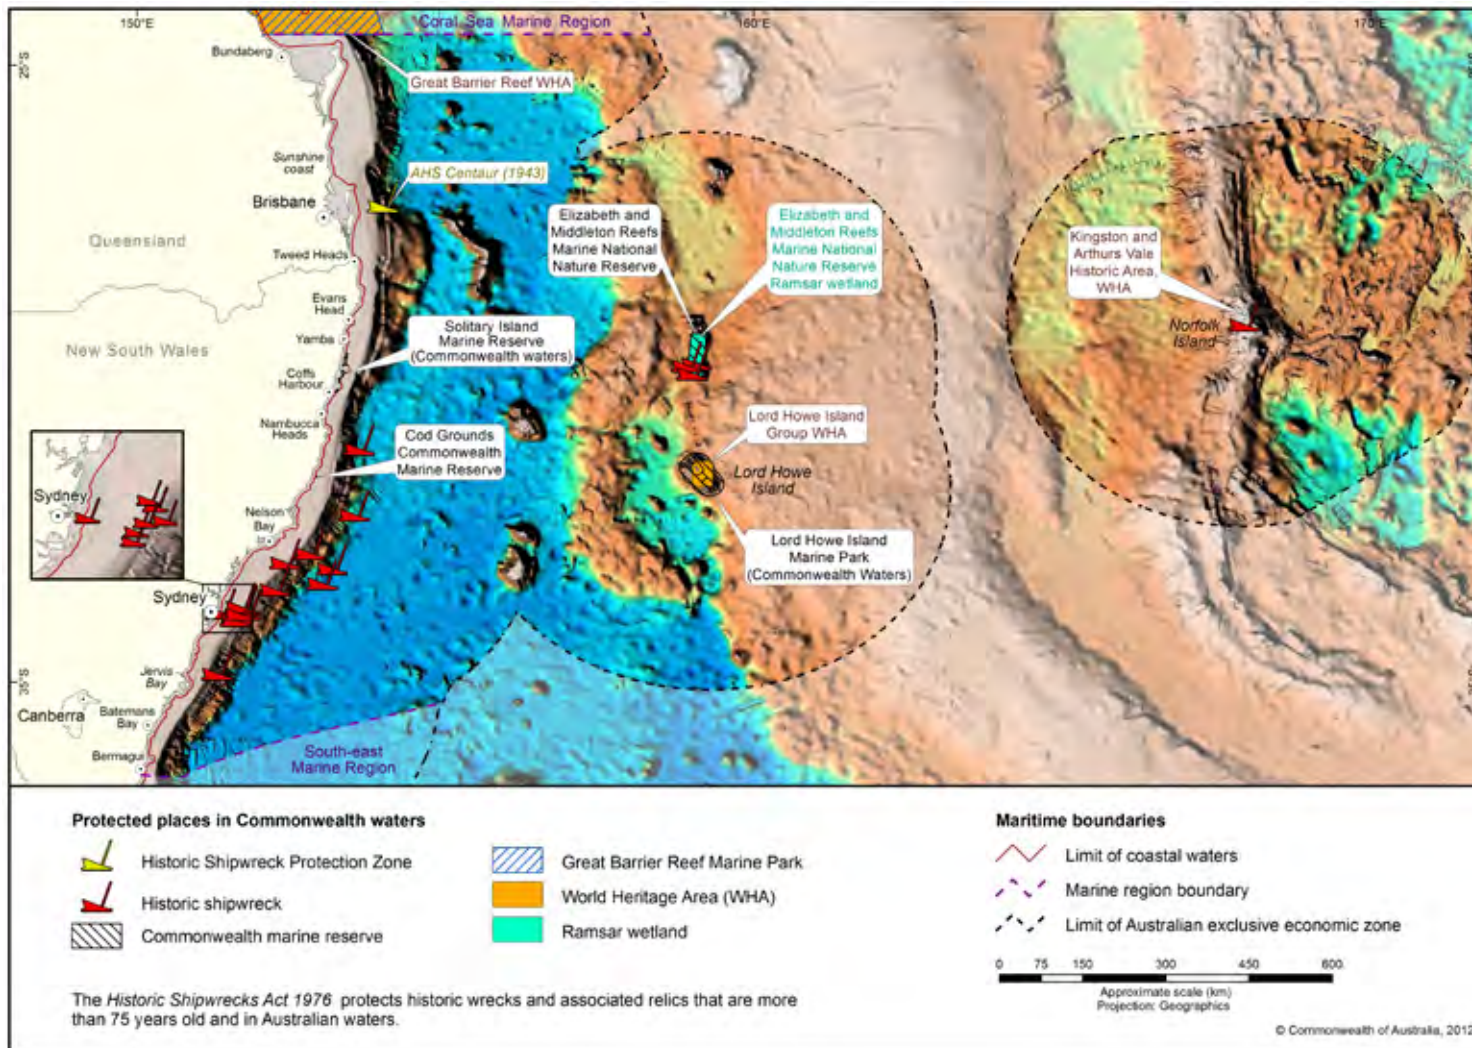 150°E
Coral Sea Marine Region
160°E
170°E
25°S
Bundaberg
Great Barrier Reef WHA
Sunshine
coast
AHS Centaur (1943)
Brisbane
Queensland
Tweed Heads
Elizabeth and
Middleton Reefs
Marine National
Nature Reserve
Elizabeth and
Middleton Reefs
Marine National
Nature Reserve
Ramsar wetland
Kingston and
Arthurs Vale
Historic Area,
WHA
Norfolk
Island
Evans
Head
Yamba
New South Wales
Solitary Island
Marine Reserve
(Commonwealth waters)
Coffs
Harbour
Nambucca
Heads
Cod Grounds
Commonwealth
Marine Reserve
Lord Howe Island
Group WHA
Lord Howe
Island
Sydney
Nelson
Bay
Lord Howe Island
Marine Park
(Commonwealth Waters)
Sydney
Jervis
Bay
35°S
Canberra
Batemans
Bay
Bermagui
South-east
Marine Region
Protected places in Commonwealth waters
Historic Shipwreck Protection Zone
Historic shipwreck
Commonwealth marine reserve
Great Barrier Reef Marine Park
World Heritage Area (WHA)
Ramsar wetland
Maritime boundaries
Limit of coastal waters
Marine region boundary
Limit of Australian exclusive economic zone
0 75 150 300 450 600
Approximate scale (km)
Projection: Geographics
The Historic Shipwrecks Act 1976 protects historic wrecks and associated relics that are more
than 75 years old and in Australian waters.
© Commonwealth of Australia, 2012